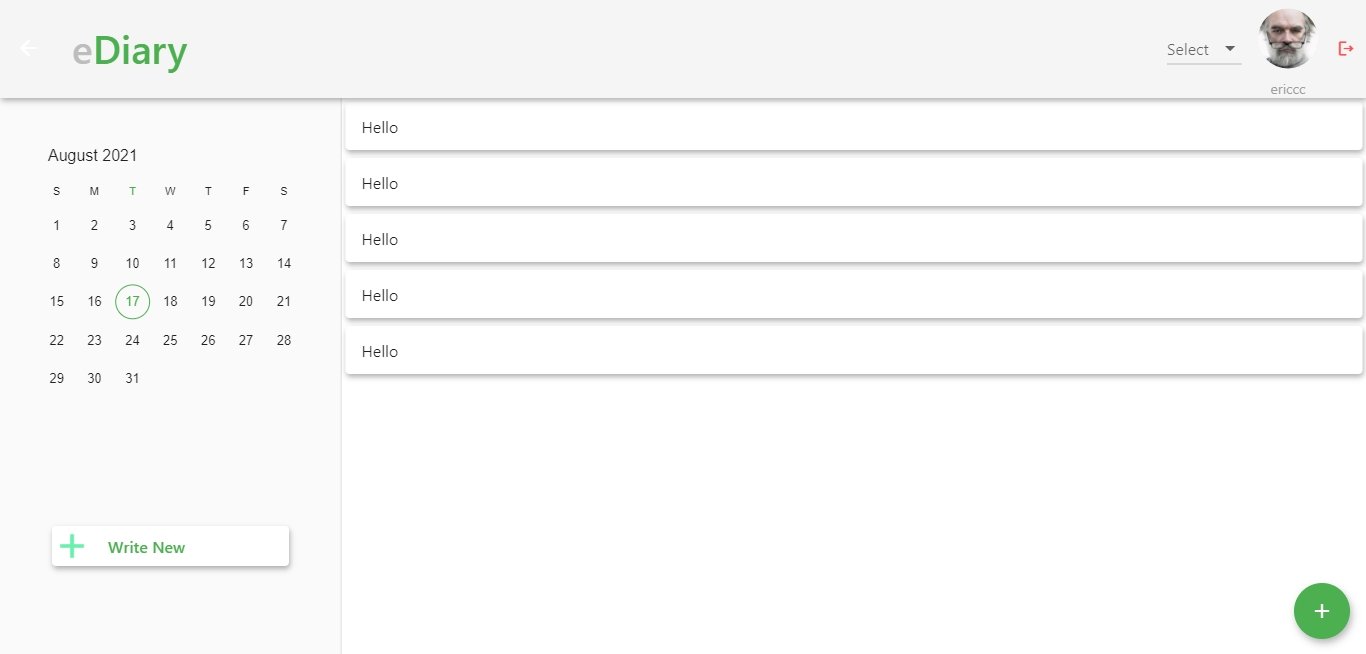 eDiary
Select
ericcc
August 2021
S M T W T F S
1 2 3 4 5 6 7
8 9 10 11 12 13 14
15 16 17 18 19 20 21
22 23 24 25 26 27 28
29 30 31
Write New
Hello
Hello
Hello
Hello
Hello